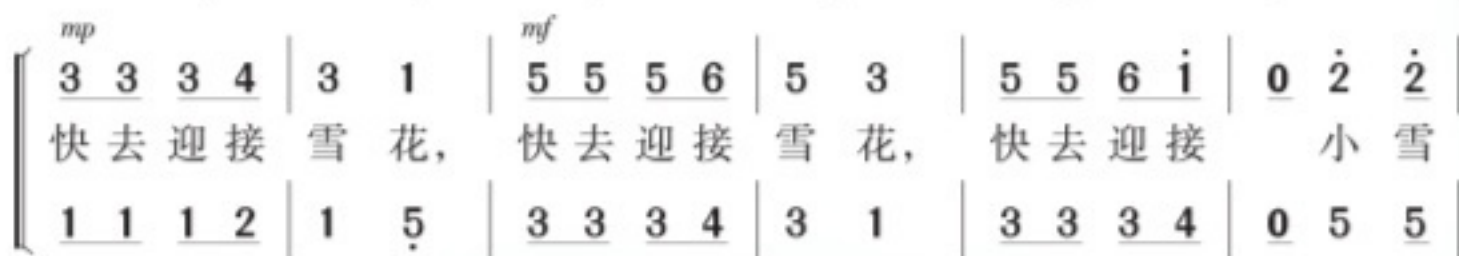 mp mf
3 3 3 4 | 3 1 | 5 5 5 6 | 5 3 | 5 5 6 1̇ | 0 2̇ 2̇
快去迎接 雪花， 快去迎接 雪花， 快去迎接 小雪
1 1 1 2 | 1 5̣ | 3 3 3 4 | 3 1 | 3 3 3 4 | 0 5 5